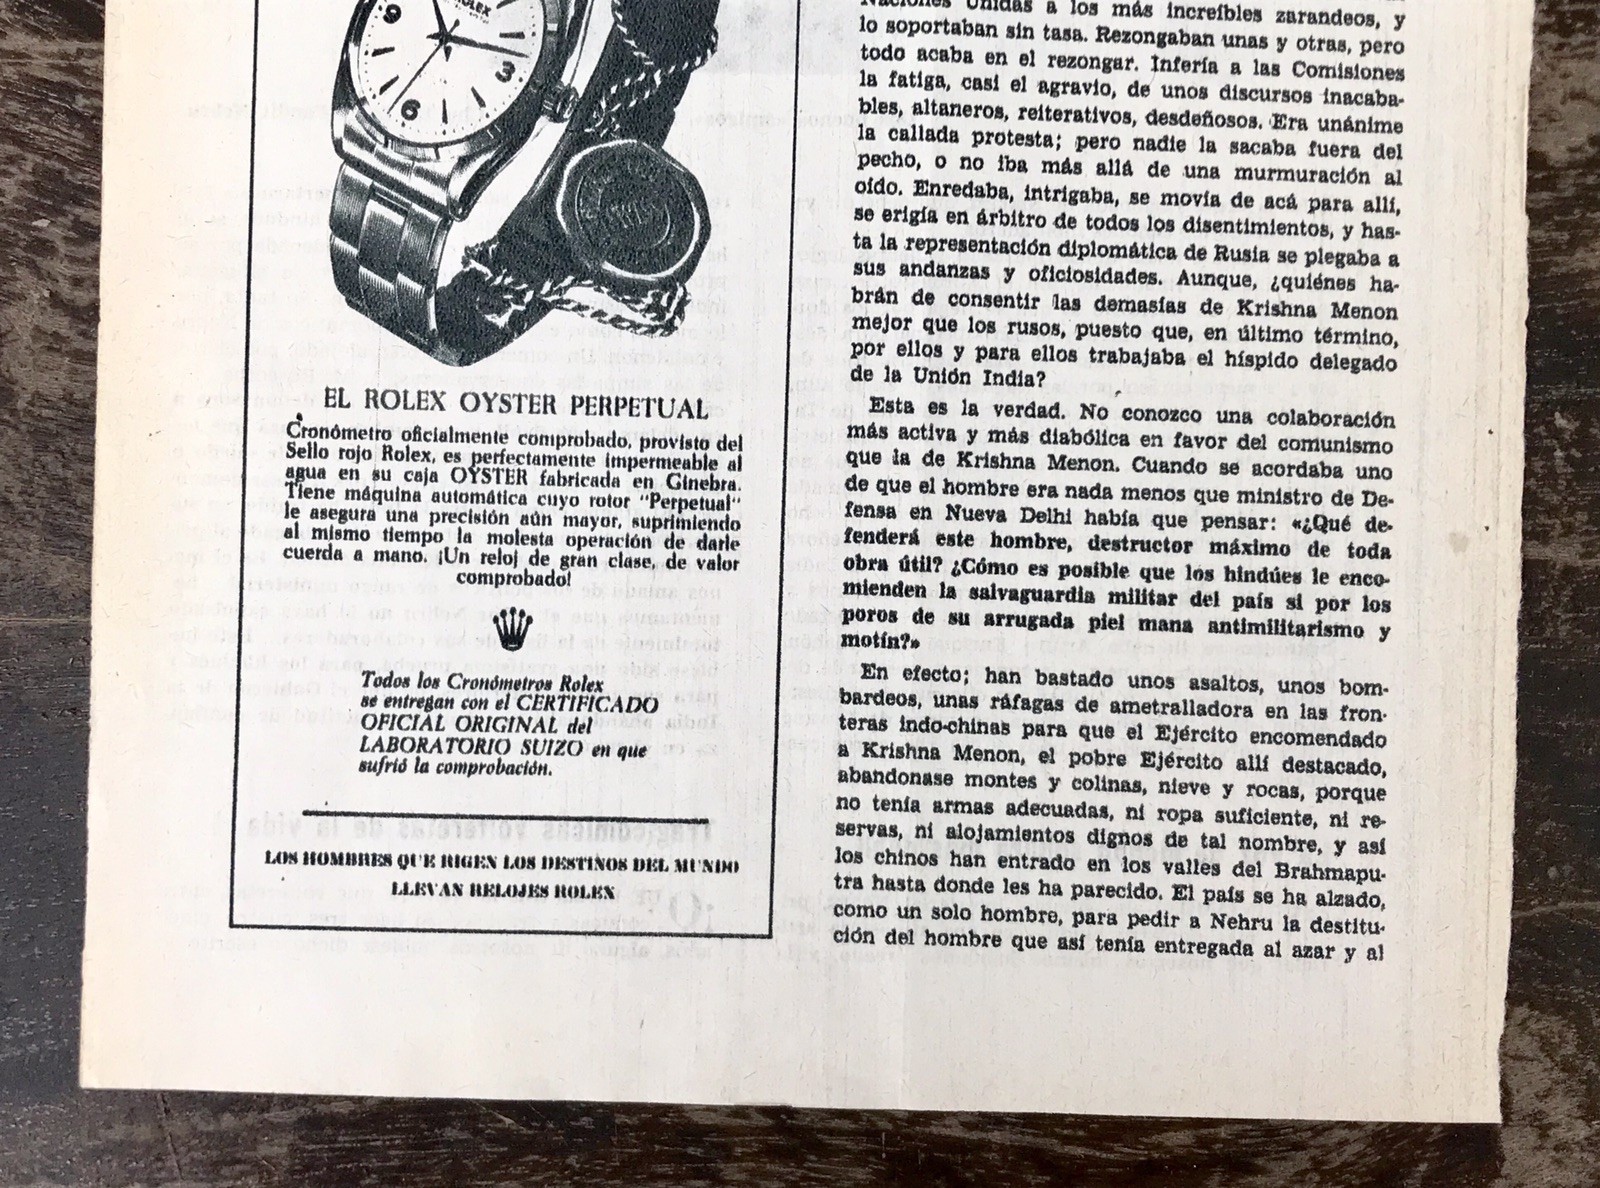 9
ROLEX
3
6
EL ROLEX OYSTER PERPETUAL
Cronómetro oficialmente comprobado, provisto del
Sello rojo Rolex, es perfectamente impermeable al
agua en su caja OYSTER fabricada en Ginebra.
Tiene máquina automática cuyo rotor "Perpetual"
le asegura una precisión aún mayor, suprimiendo
al mismo tiempo la molesta operación de darle
cuerda a mano. ¡Un reloj de gran clase, de valor
comprobado!
Todos los Cronómetros Rolex
se entregan con el CERTIFICADO
OFICIAL ORIGINAL del
LABORATORIO SUIZO en que
sufrió la comprobación.
LOS HOMBRES QUE RIGEN LOS DESTINOS DEL MUNDO
LLEVAN RELOJES ROLEX
Naciones Unidas a los más increíbles zarandeos, y
lo soportaban sin tasa. Rezongaban unas y otras, pero
todo acaba en el rezongar. Infería a las Comisiones
la fatiga, casi el agravio, de unos discursos inacaba-
bles, altaneros, reiterativos, desdeñosos. Era unánime
la callada protesta; pero nadie la sacaba fuera del
pecho, o no iba más allá de una murmuración al
oído. Enredaba, intrigaba, se movía de acá para allí,
se erigía en árbitro de todos los disentimientos, y has-
ta la representación diplomática de Rusia se plegaba a
sus andanzas y oficiosidades. Aunque, ¿quiénes ha-
brán de consentir las demasías de Krishna Menon
mejor que los rusos, puesto que, en último término,
por ellos y para ellos trabajaba el híspido delegado
de la Unión India?
Esta es la verdad. No conozco una colaboración
más activa y más diabólica en favor del comunismo
que la de Krishna Menon. Cuando se acordaba uno
de que el hombre era nada menos que ministro de De-
fensa en Nueva Delhi había que pensar: «¿Qué de-
fenderá este hombre, destructor máximo de toda
obra útil? ¿Cómo es posible que los hindúes le enco-
mienden la salvaguardia militar del país si por los
poros de su arrugada piel mana antimilitarismo y
motín?»
En efecto; han bastado unos asaltos, unos bom-
bardeos, unas ráfagas de ametralladora en las fron-
teras indo-chinas para que el Ejército encomendado
a Krishna Menon, el pobre Ejército allí destacado,
abandonase montes y colinas, nieve y rocas, porque
no tenía armas adecuadas, ni ropa suficiente, ni re-
servas, ni alojamientos dignos de tal nombre, y así
los chinos han entrado en los valles del Brahmapu-
tra hasta donde les ha parecido. El país se ha alzado,
como un solo hombre, para pedir a Nehru la destitu-
ción del hombre que así tenía entregada al azar y al